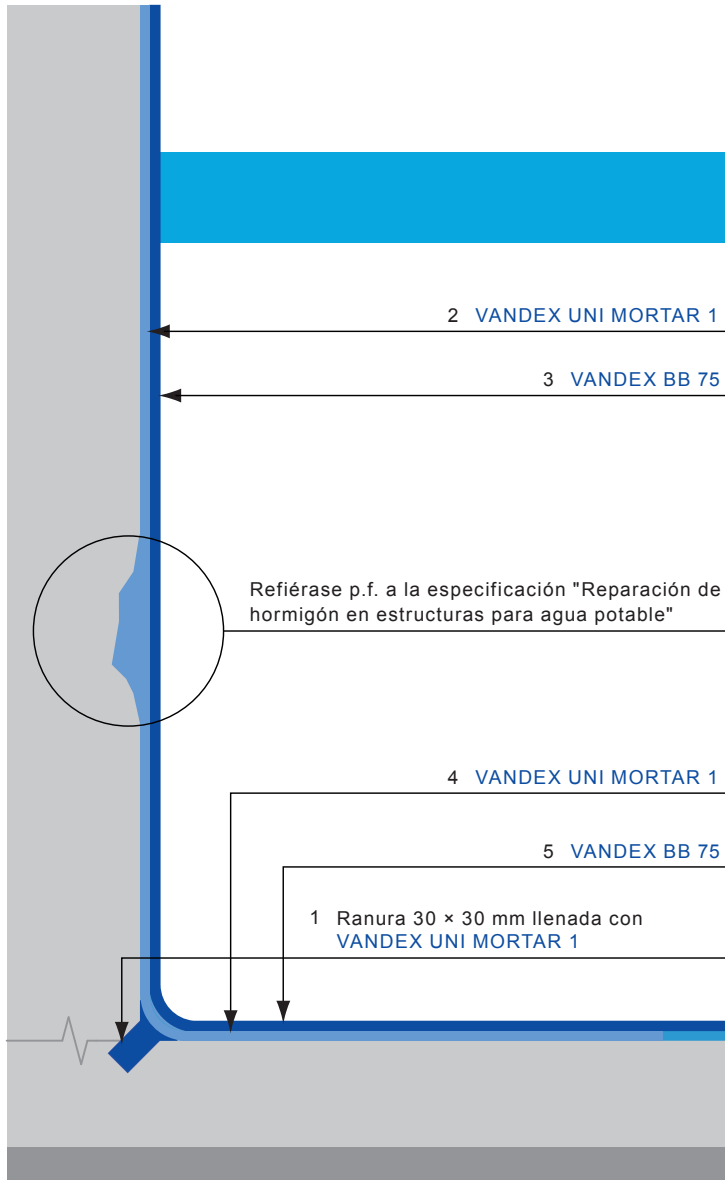 2 VANDEX UNI MORTAR 1
3 VANDEX BB 75
Refiérase p.f. a la especificación "Reparación de
hormigón en estructuras para agua potable"
4 VANDEX UNI MORTAR 1
5 VANDEX BB 75
1 Ranura 30 × 30 mm llenada con
VANDEX UNI MORTAR 1